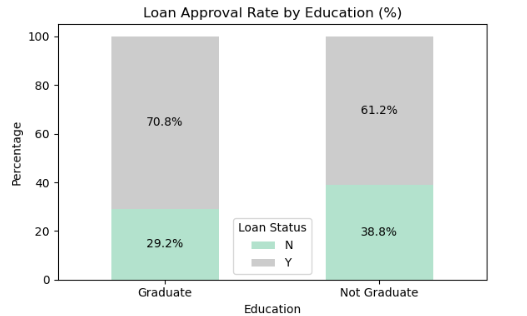 Loan Approval Rate by Education (%)
Percentage
100
80
60
40
20
0
70.8%
61.2%
29.2%
38.8%
Loan Status
N
Y
Graduate
Not Graduate
Education